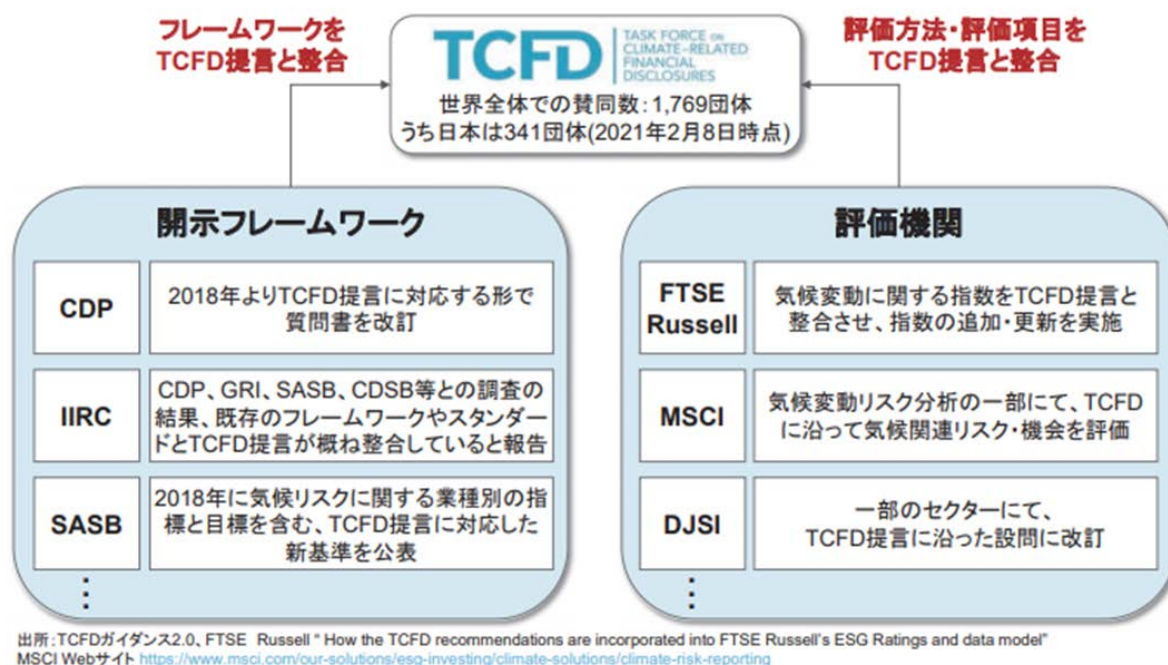 フレームワークを
TCFD提言と整合
TCFD
TASK FORCE ON
CLIMATE-RELATED
FINANCIAL
DISCLOSURES
世界全体での賛同数：1,769団体
うち日本は341団体(2021年2月8日時点)
評価方法・評価項目を
TCFD提言と整合
開示フレームワーク
CDP
2018年よりTCFD提言に対応する形で
質問書を改訂
IIRC
CDP、GRI、SASB、CDSB等との調査の
結果、既存のフレームワークやスタンダー
ドとTCFD提言が概ね整合していると報告
SASB
2018年に気候リスクに関する業種別の指
標と目標を含む、TCFD提言に対応した
新基準を公表
⋮
評価機関
FTSE
Russell
気候変動に関する指数をTCFD提言と
整合させ、指数の追加・更新を実施
MSCI
気候変動リスク分析の一部にて、TCFD
に沿って気候関連リスク・機会を評価
DJSI
一部のセクターにて、
TCFD提言に沿った設問に改訂
⋮
出所：TCFDガイダンス2.0、FTSE Russell “ How the TCFD recommendations are incorporated into FTSE Russell’s ESG Ratings and data model”
MSCI Webサイト https://www.msci.com/our-solutions/esg-investing/climate-solutions/climate-risk-reporting